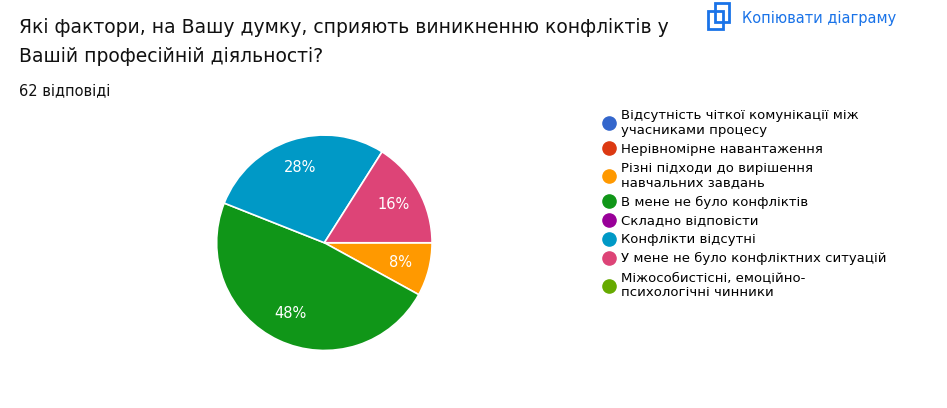 Які фактори, на Вашу думку, сприяють виникненню конфліктів у
Вашій професійній діяльності?
Копіювати діаграму
62 відповіді
28%
16%
8%
48%
Відсутність чіткої комунікації між
учасниками процесу
Нерівномірне навантаження
Різні підходи до вирішення
навчальних завдань
В мене не було конфліктів
Складно відповісти
Конфлікти відсутні
У мене не було конфліктних ситуацій
Міжособистісні, емоційно-
психологічні чинники